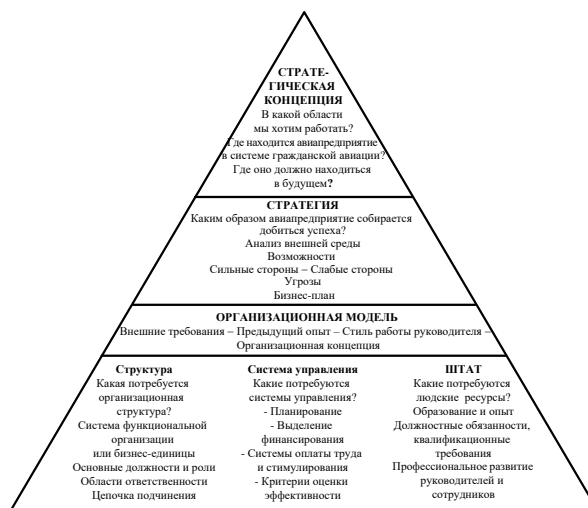 СТРАТЕ-
ГИЧЕСКАЯ
КОНЦЕПЦИЯ
В какой области
мы хотим работать?
Где находится авиапредприятие
в системе гражданской авиации?
Где оно должно находиться
в будущем?
СТРАТЕГИЯ
Каким образом авиапредприятие собирается
добиться успеха?
Анализ внешней среды
Возможности
Сильные стороны – Слабые стороны
Угрозы
Бизнес-план
ОРГАНИЗАЦИОННАЯ МОДЕЛЬ
Внешние требования – Предыдущий опыт – Стиль работы руководителя –
Организационная концепция
Структура
Какая потребуется
организационная
структура?
Система функциональной
организации
или бизнес-единицы
Основные должности и роли
Области ответственности
Цепочка подчинения
Система управления
Какие потребуются
системы управления?
- Планирование
- Выделение
финансирования
- Системы оплаты труда
и стимулирования
- Критерии оценки
эффективности
ШТАТ
Какие потребуются
людские ресурсы?
Образование и опыт
Должностные обязанности,
квалификационные
требования
Профессиональное развитие
руководителей и
сотрудников